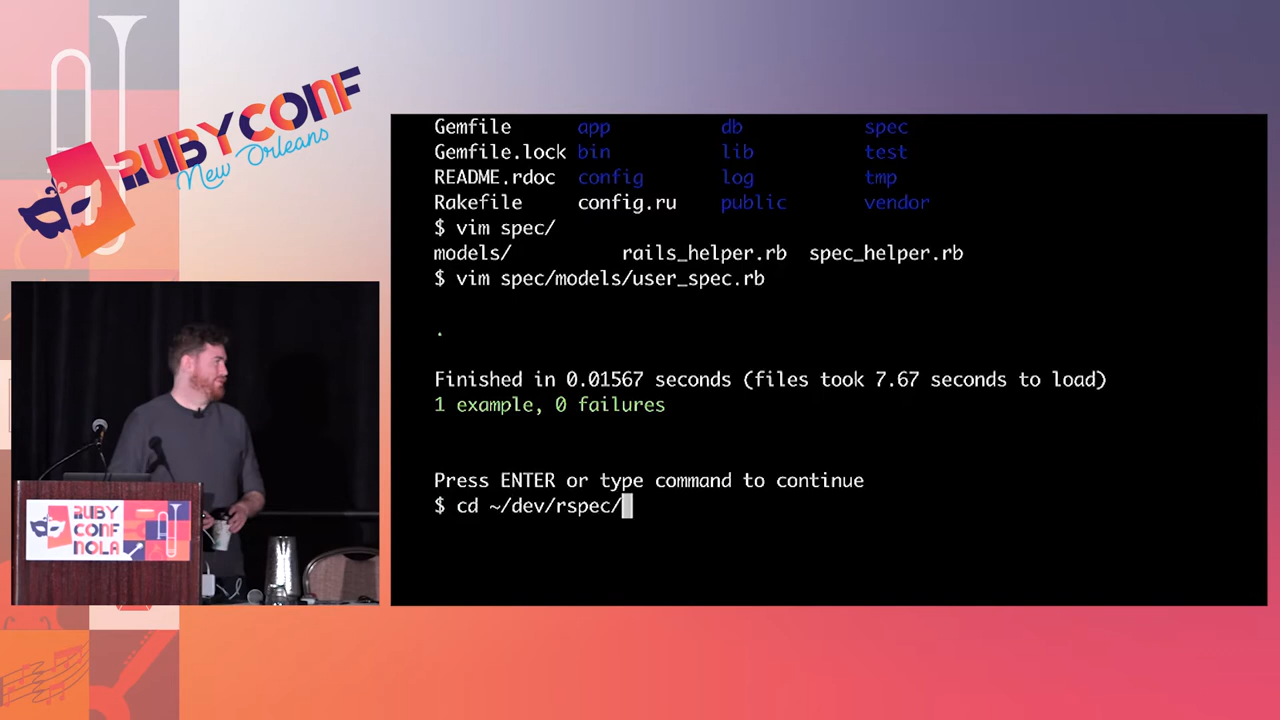 RUBYCONF
New Orleans
Gemfile app db spec
Gemfile.lock bin lib test
README.rdoc config log tmp
Rakefile config.ru public vendor
$ vim spec/
models/ rails_helper.rb spec_helper.rb
$ vim spec/models/user_spec.rb
.
Finished in 0.01567 seconds (files took 7.67 seconds to load)
1 example, 0 failures
Press ENTER or type command to continue
$ cd ~/dev/rspec/
RUBY
CONF
NOLA